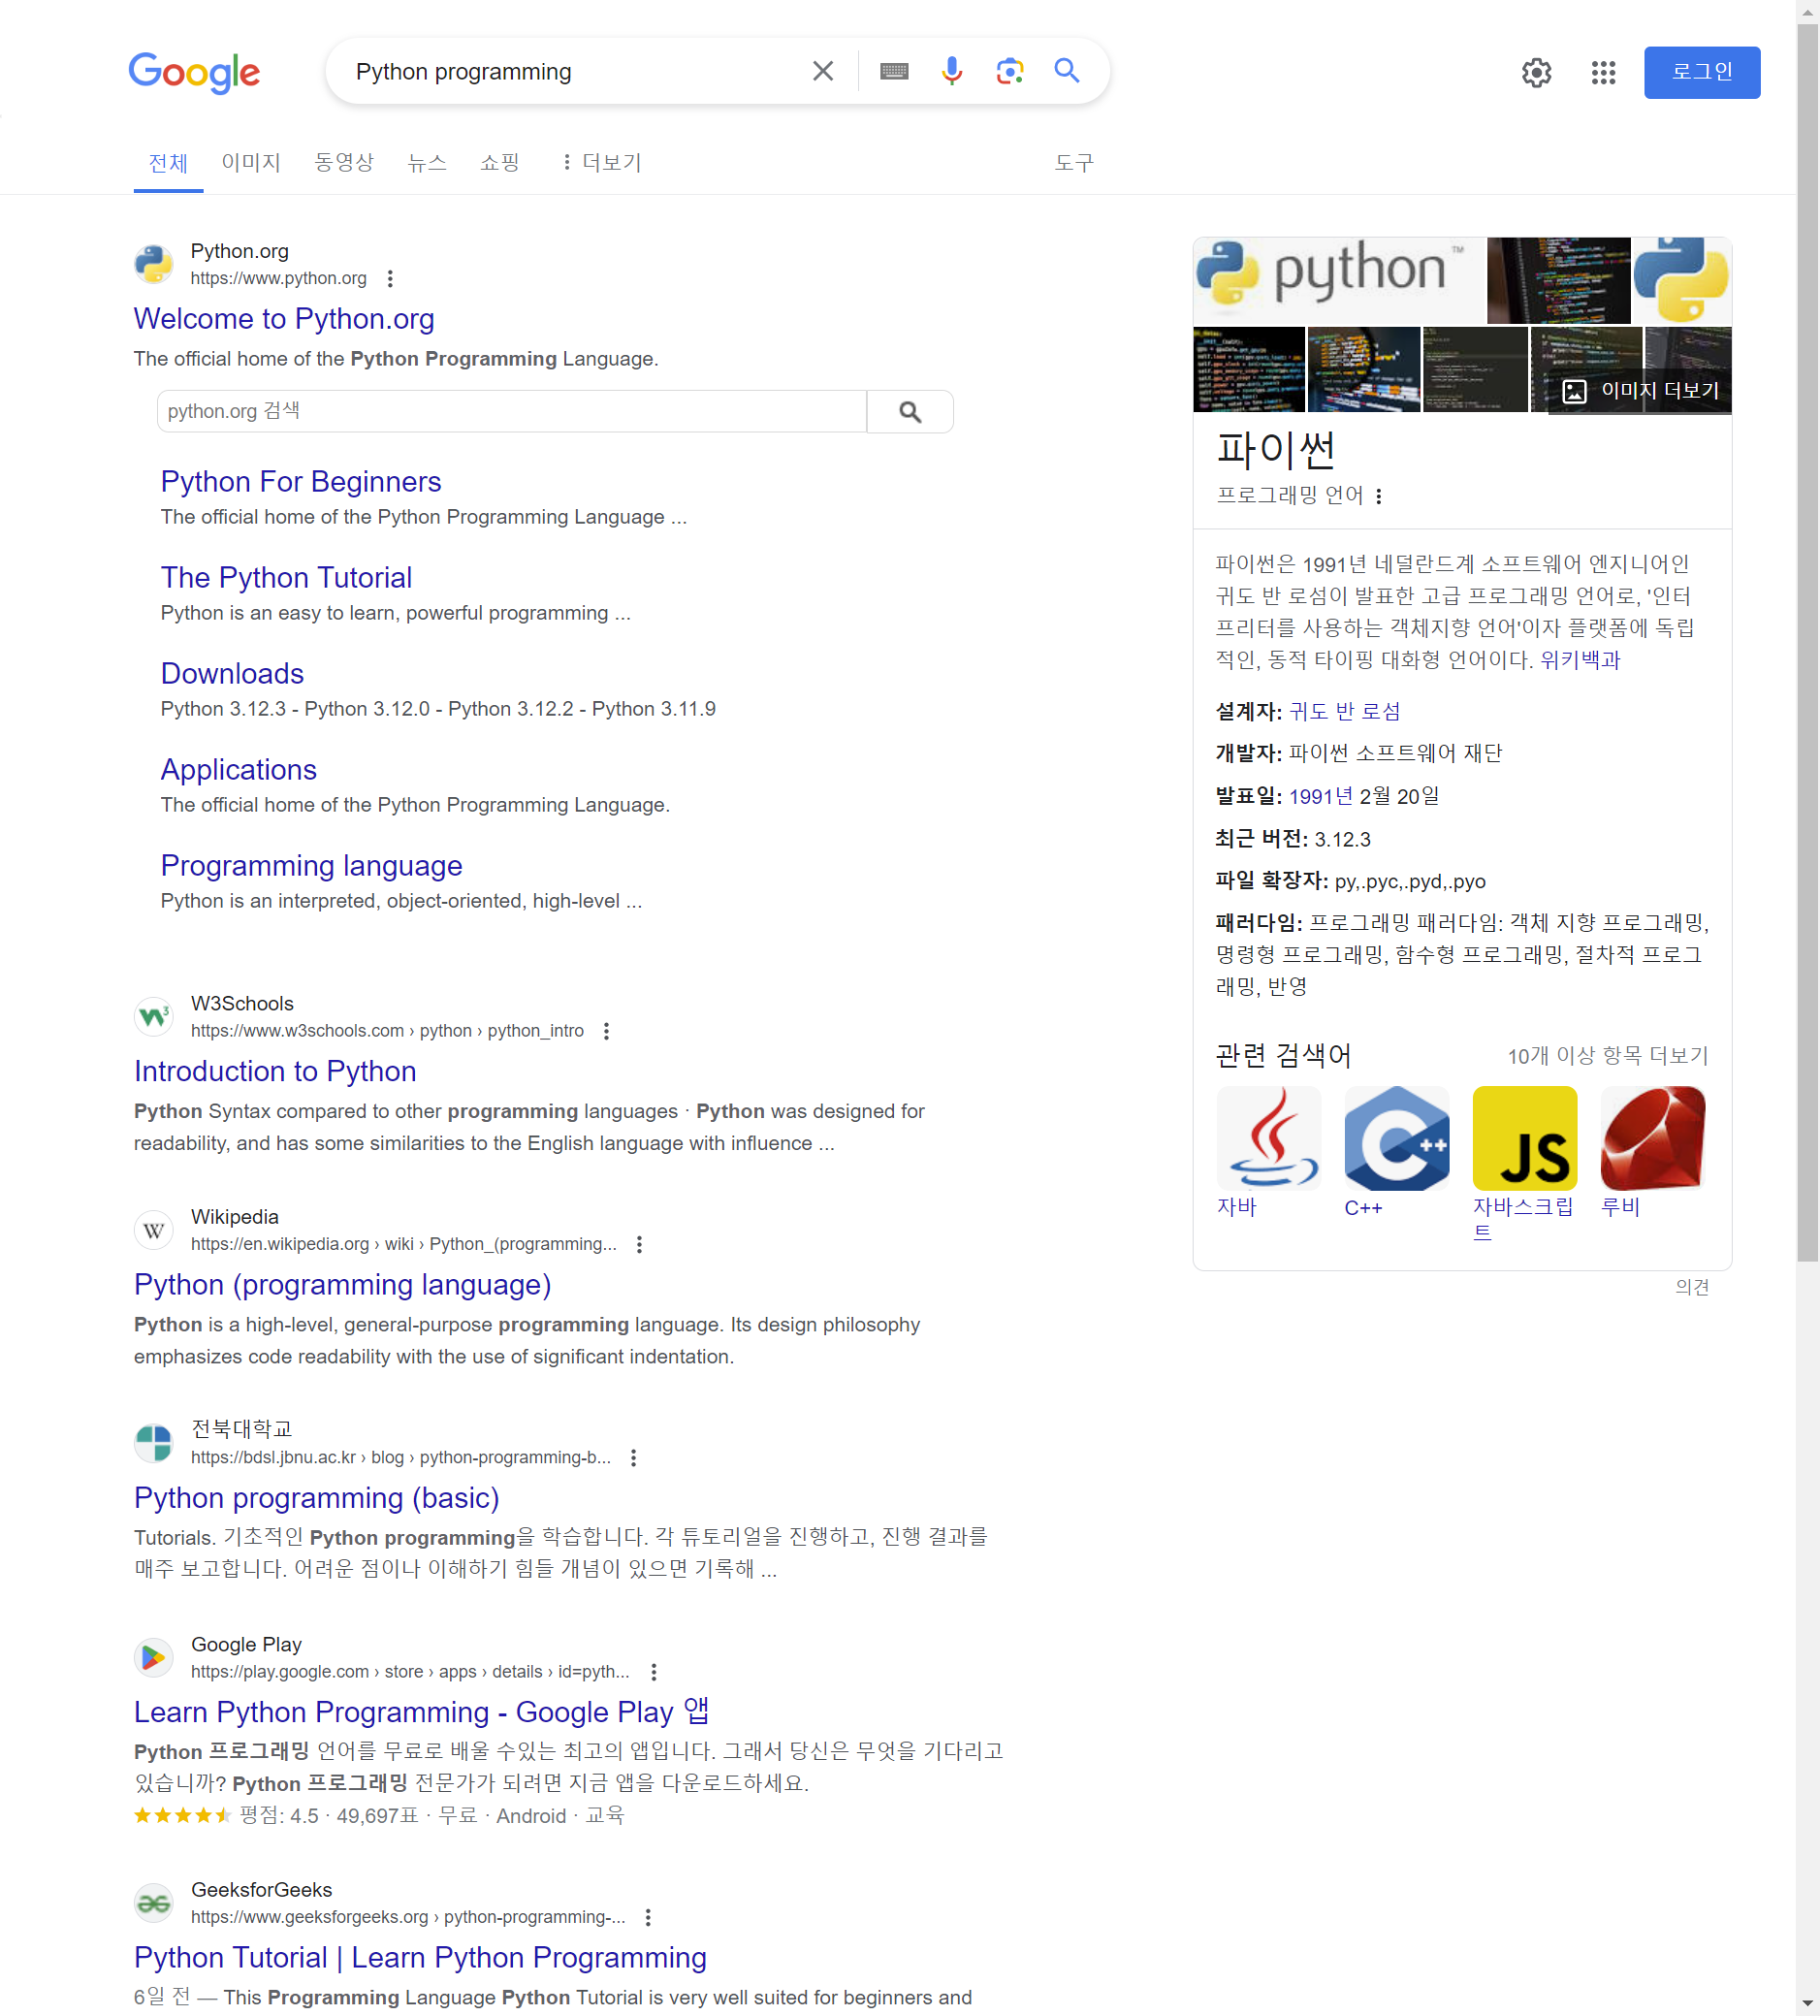 Google
Python programming
로그인
전체
이미지
동영상
뉴스
쇼핑
더보기
도구
Python.org
https://www.python.org
Welcome to Python.org
The official home of the Python Programming Language.
python.org 검색
Python For Beginners
The official home of the Python Programming Language ...
The Python Tutorial
Python is an easy to learn, powerful programming ...
Downloads
Python 3.12.3 - Python 3.12.0 - Python 3.12.2 - Python 3.11.9
Applications
The official home of the Python Programming Language.
Programming language
Python is an interpreted, object-oriented, high-level ...
W3Schools
https://www.w3schools.com › python › python_intro
Introduction to Python
Python Syntax compared to other programming languages · Python was designed for
readability, and has some similarities to the English language with influence ...
Wikipedia
https://en.wikipedia.org › wiki › Python_(programming...
Python (programming language)
Python is a high-level, general-purpose programming language. Its design philosophy
emphasizes code readability with the use of significant indentation.
전북대학교
https://bdsl.jbnu.ac.kr › blog › python-programming-b...
Python programming (basic)
Tutorials. 기초적인 Python programming을 학습합니다. 각 튜토리얼을 진행하고, 진행 결과를
매주 보고합니다. 어려운 점이나 이해하기 힘들 개념이 있으면 기록해 ...
Google Play
https://play.google.com › store › apps › details › id=pyth...
Learn Python Programming - Google Play 앱
Python 프로그래밍 언어를 무료로 배울 수있는 최고의 앱입니다. 그래서 당신은 무엇을 기다리고
있습니까? Python 프로그래밍 전문가가 되려면 지금 앱을 다운로드하세요.
평점: 4.5 · 49,697표 · 무료 · Android · 교육
GeeksforGeeks
https://www.geeksforgeeks.org › python-programming-...
Python Tutorial | Learn Python Programming
6일 전 — This Programming Language Python Tutorial is very well suited for beginners and
python™
이미지 더보기
파이썬
프로그래밍 언어
파이썬은 1991년 네덜란드계 소프트웨어 엔지니어인
귀도 반 로섬이 발표한 고급 프로그래밍 언어로, '인터
프리터를 사용하는 객체지향 언어'이자 플랫폼에 독립
적인, 동적 타이핑 대화형 언어이다. 위키백과
설계자: 귀도 반 로섬
개발자: 파이썬 소프트웨어 재단
발표일: 1991년 2월 20일
최근 버전: 3.12.3
파일 확장자: py,.pyc,.pyd,.pyo
패러다임: 프로그래밍 패러다임: 객체 지향 프로그래밍,
명령형 프로그래밍, 함수형 프로그래밍, 절차적 프로그
래밍, 반영
관련 검색어
10개 이상 항목 더보기
C++
JS
자바
C++
자바스크립
트
루비
의견